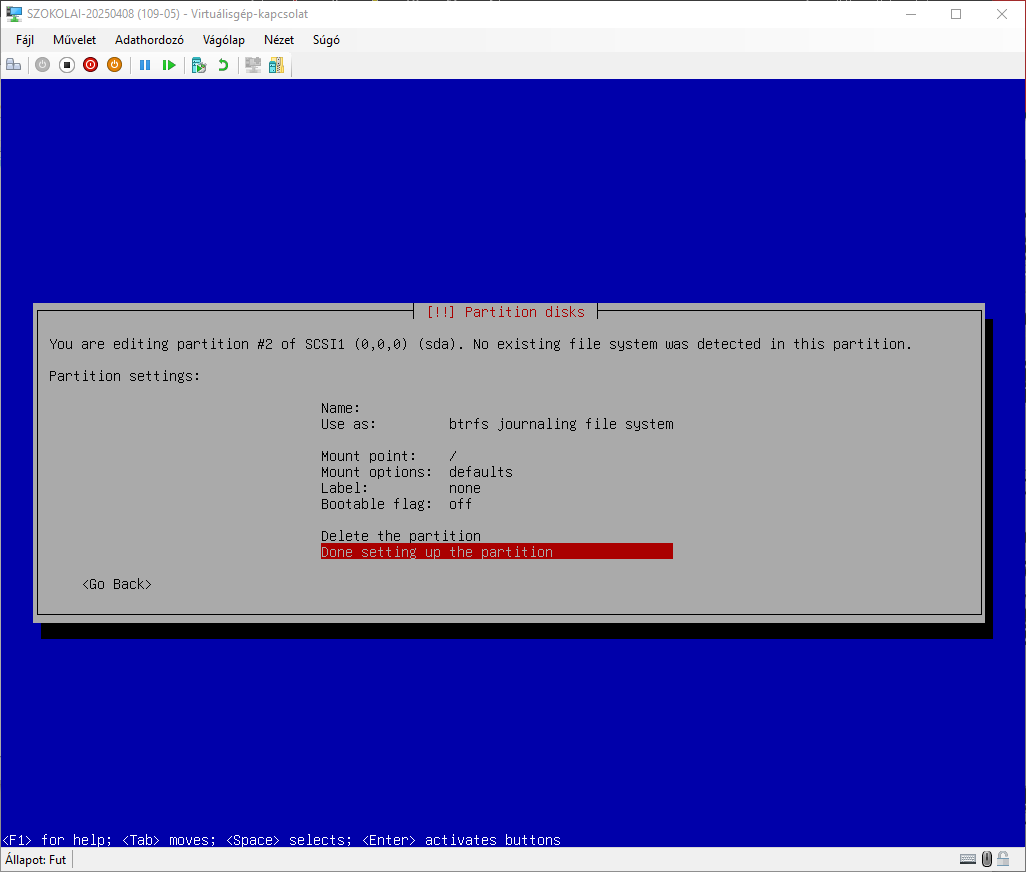 SZOKOLAI-20250408 (109-05) - Virtuálisgép-kapcsolat
Fájl Művelet Adathordozó Vágólap Nézet Súgó
[!!] Partition disks
You are editing partition #2 of SCSI1 (0,0,0) (sda). No existing file system was detected in this partition.
Partition settings:
Name:
Use as: btrfs journaling file system
Mount point: /
Mount options: defaults
Label: none
Bootable flag: off
Delete the partition
Done setting up the partition
<Go Back>
<F1> for help; <Tab> moves; <Space> selects; <Enter> activates buttons
Állapot: Fut